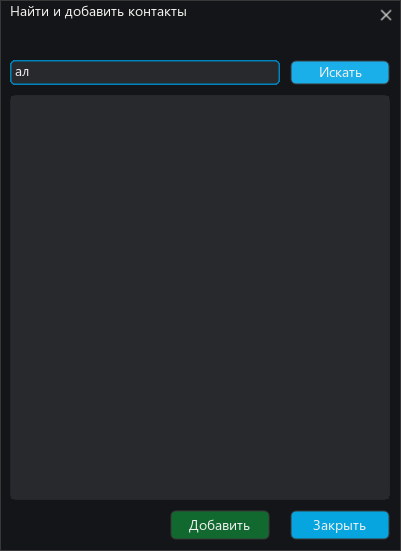 Найти и добавить контакты
ал
Искать
Добавить
Закрыть